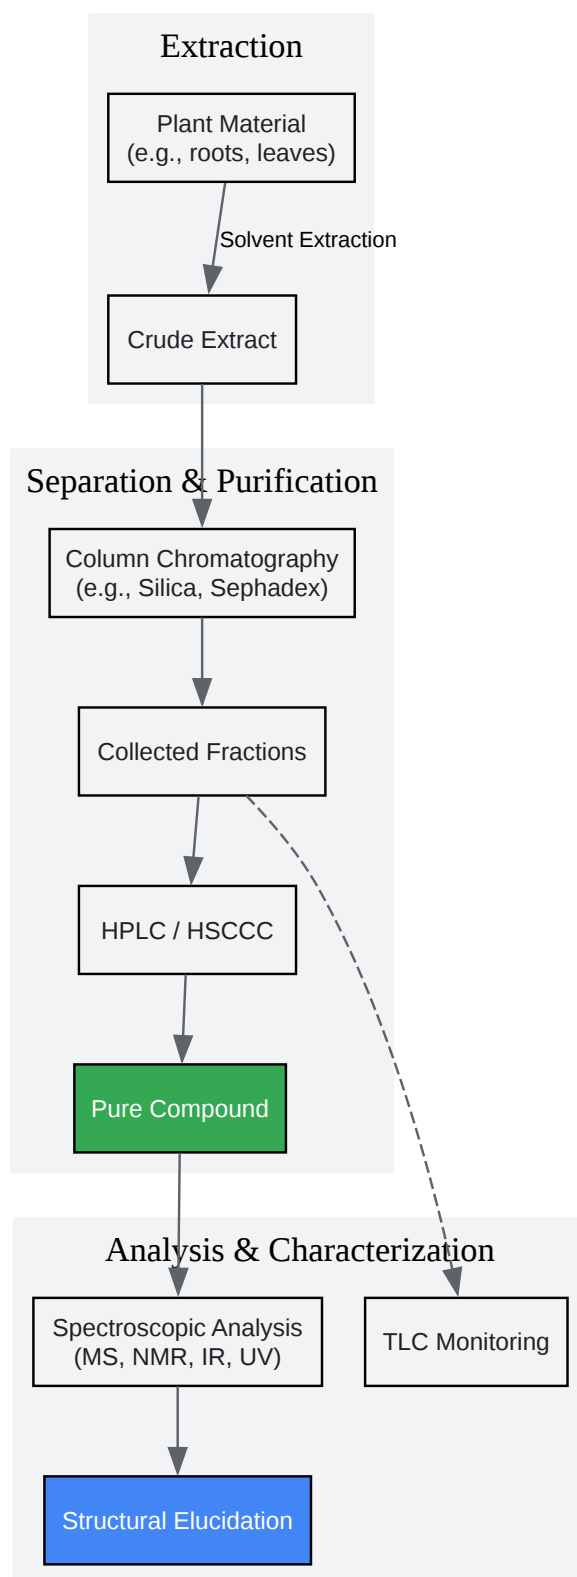 Extraction
Plant Material
(e.g., roots, leaves)
Solvent Extraction
Crude Extract
Separation & Purification
Column Chromatography
(e.g., Silica, Sephadex)
Collected Fractions
HPLC / HSCCC
Pure Compound
Analysis & Characterization
Spectroscopic Analysis
(MS, NMR, IR, UV)
TLC Monitoring
Structural Elucidation